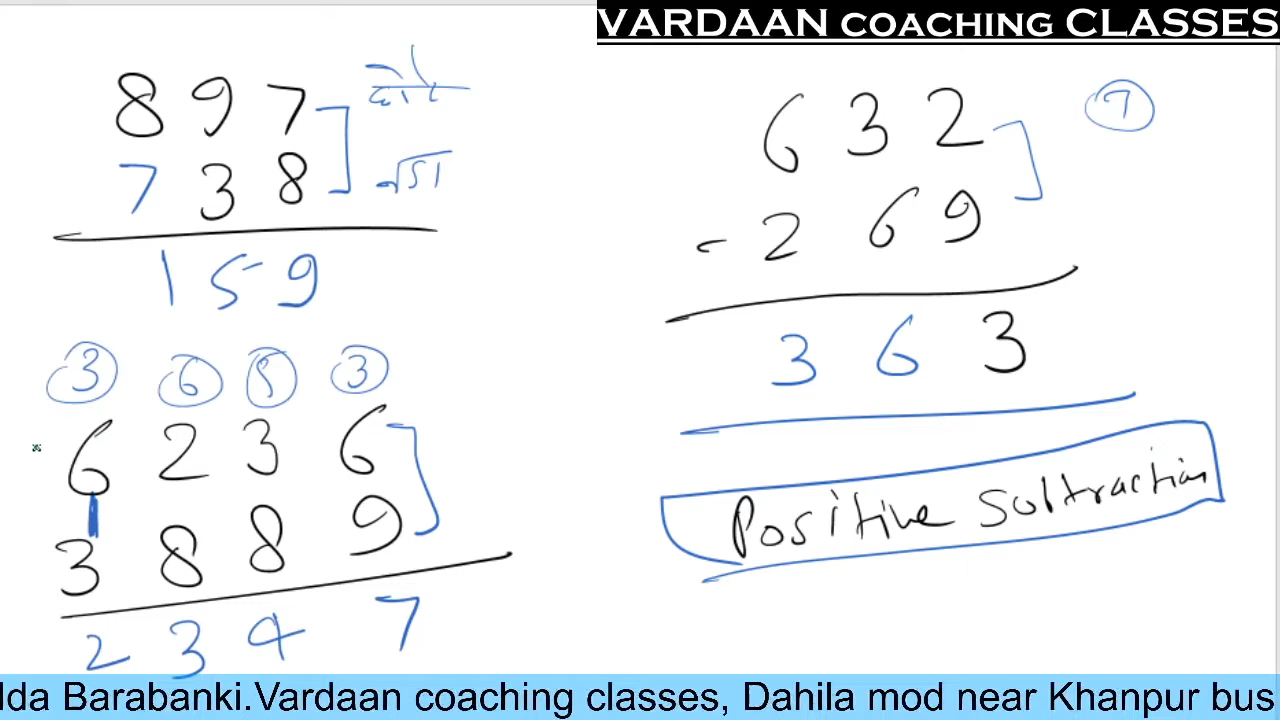 VARDAAN COACHING CLASSES
8 9 7
7 3 8
1 5 9
3 6 5 3
6 2 3 6
3 8 8 9
2 3 4 7
7
6 3 2
- 2 6 9
3 6 3
Positive Subtraction
lda Barabanki.Vardaan coaching classes, Dahila mod near Khanpur bus